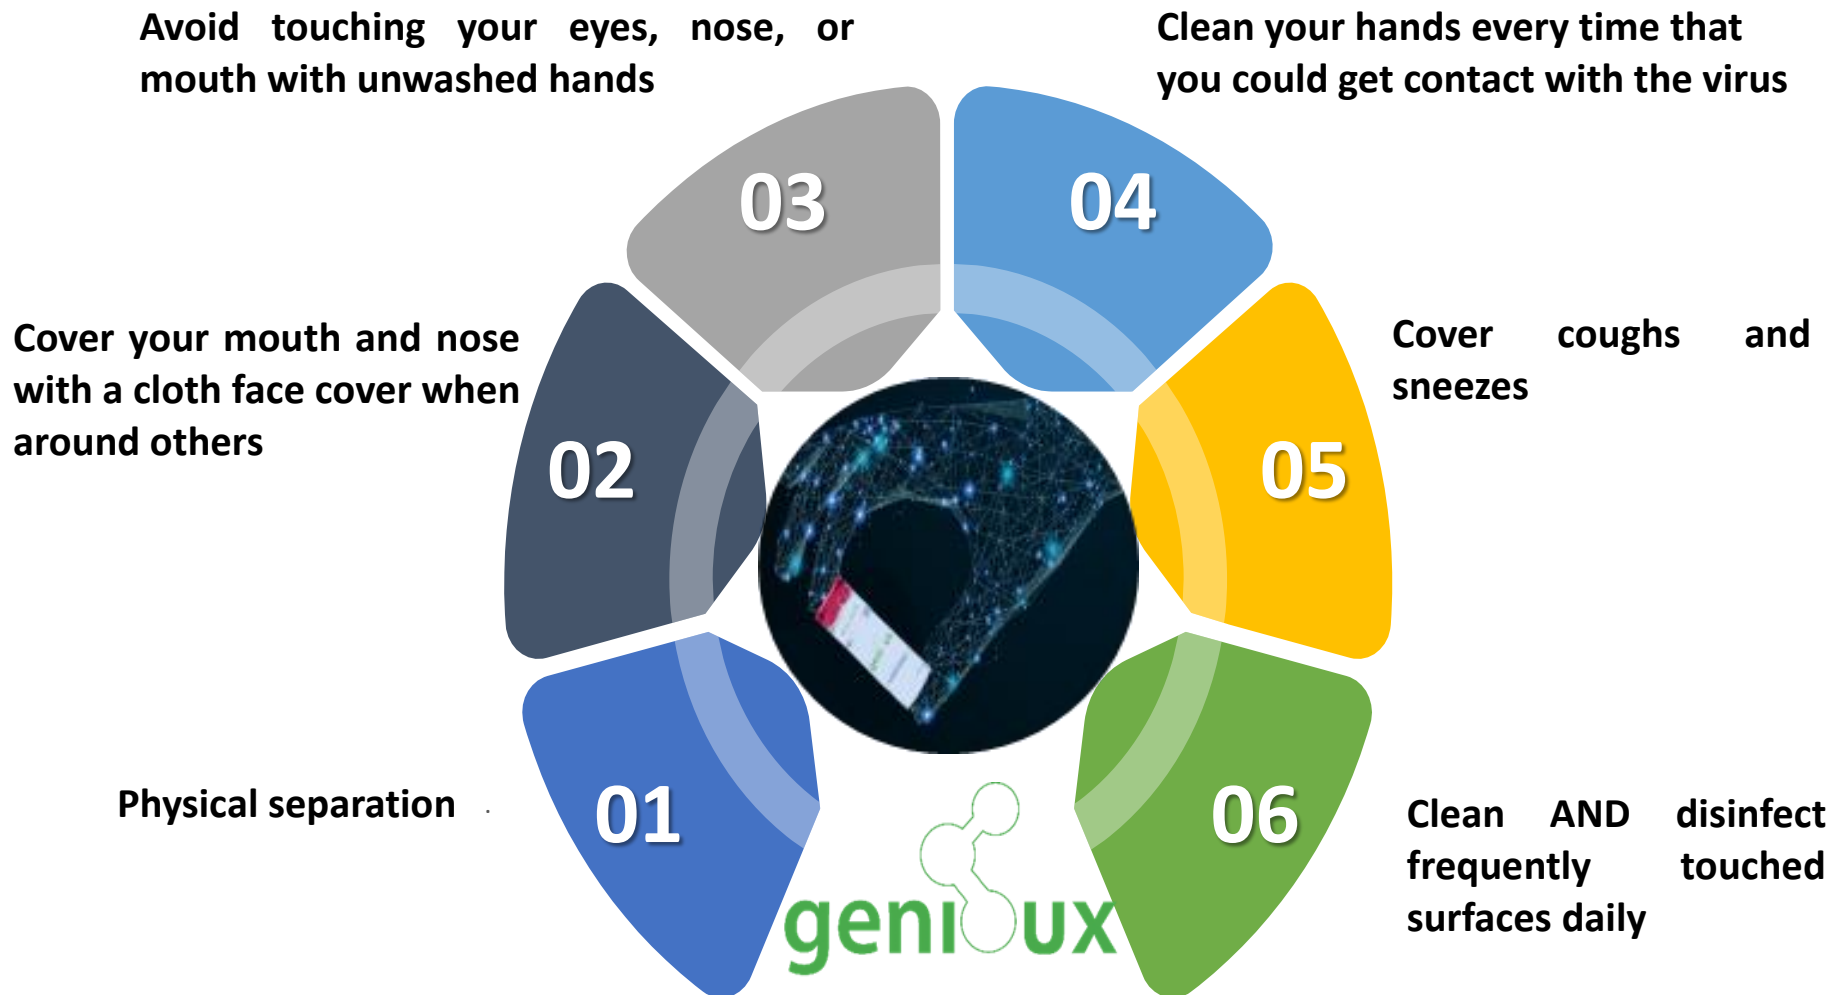 Avoid touching your eyes, nose, or
mouth with unwashed hands
Clean your hands every time that
you could get contact with the virus
03
04
Cover your mouth and nose
with a cloth face cover when
around others
02
Cover coughs and
sneezes
05
Physical separation .
01
06
Clean AND disinfect
frequently touched
surfaces daily
genioux